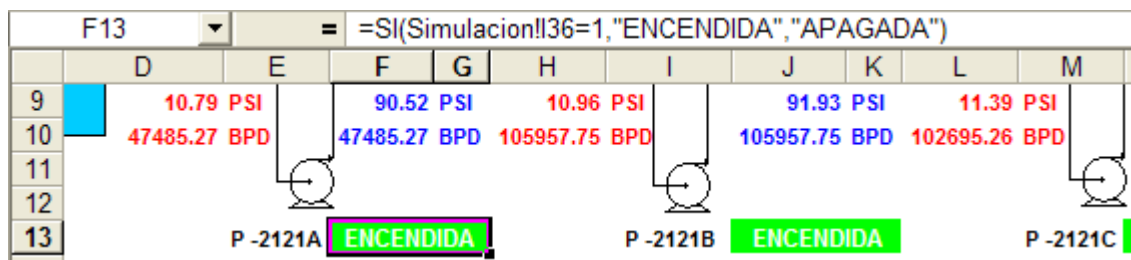 F13 = =SI(Simulacion!I36=1,"ENCENDIDA","APAGADA")
D E F G H I J K L M
9 10.79 PSI 90.52 PSI 10.96 PSI 91.93 PSI 11.39 PSI
10 47485.27 BPD 47485.27 BPD 105957.75 BPD 105957.75 BPD 102695.26 BPD
11
12
13 P -2121A ENCENDIDA P -2121B ENCENDIDA P -2121C